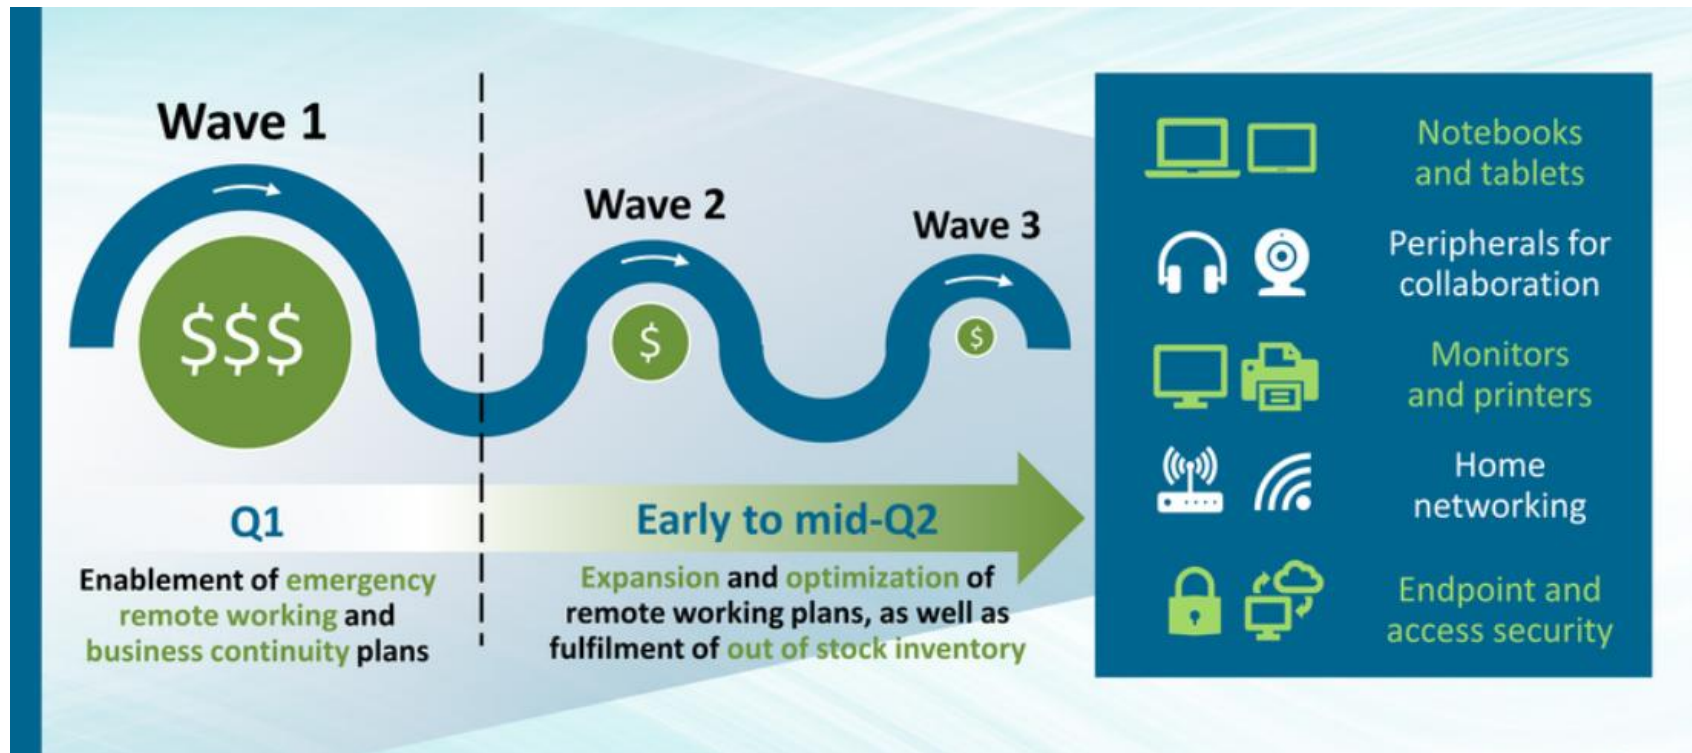 Wave 1
$$$
Wave 2
$
Wave 3
$
Q1
Enablement of emergency
remote working and
business continuity plans
Early to mid-Q2
Expansion and optimization of
remote working plans, as well as
fulfilment of out of stock inventory
Notebooks
and tablets
Peripherals for
collaboration
Monitors
and printers
Home
networking
Endpoint and
access security